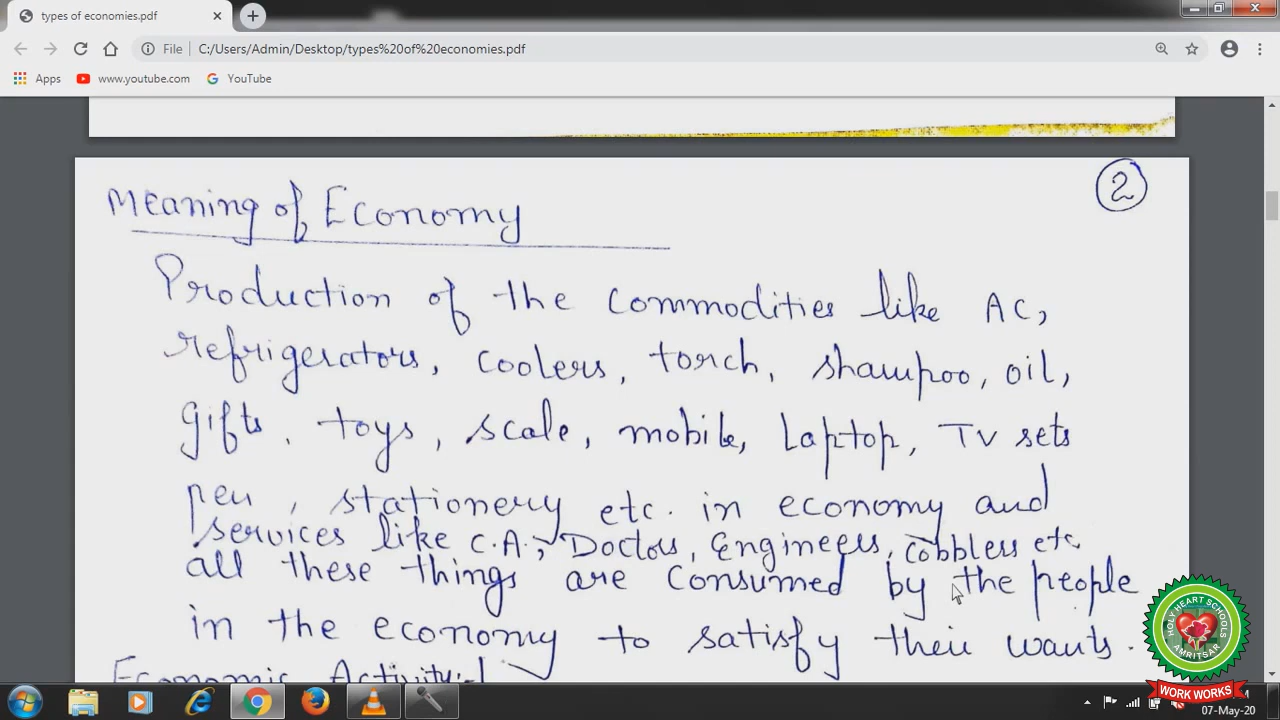 types of economies.pdf
File C:/Users/Admin/Desktop/types%20of%20economies.pdf
Apps www.youtube.com YouTube
2
Meaning of Economy
Production of the commodities like AC,
refrigerators, coolers, torch, shampoo, oil,
gifts, toys, scale, mobile, Laptop, TV sets
pen, stationery etc. in economy and
services like C.A., Doctors, Engineers, Cobblers etc
all these things are consumed by the people
in the economy to satisfy their wants.
Economic Activity:-
HOLY HEART SCHOOLS
AMRITSAR
WORK WORKS
07-May-20